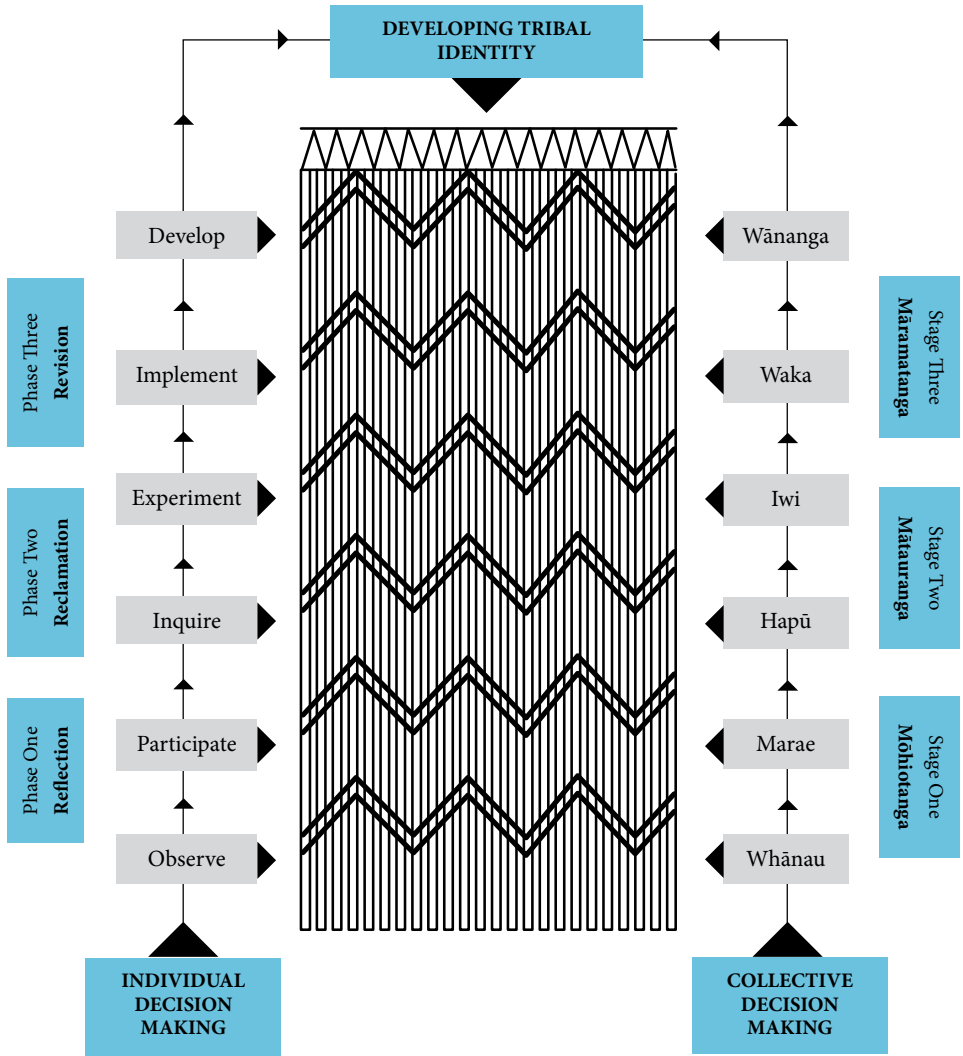 DEVELOPING TRIBAL
IDENTITY
Develop
Wānanga
Phase Three
Revision
Stage Three
Māramatanga
Implement
Waka
Experiment
Iwi
Phase Two
Reclamation
Stage Two
Mātauranga
Inquire
Hapū
Phase One
Reflection
Stage One
Mōhiotanga
Participate
Marae
Observe
Whānau
INDIVIDUAL
DECISION
MAKING
COLLECTIVE
DECISION
MAKING